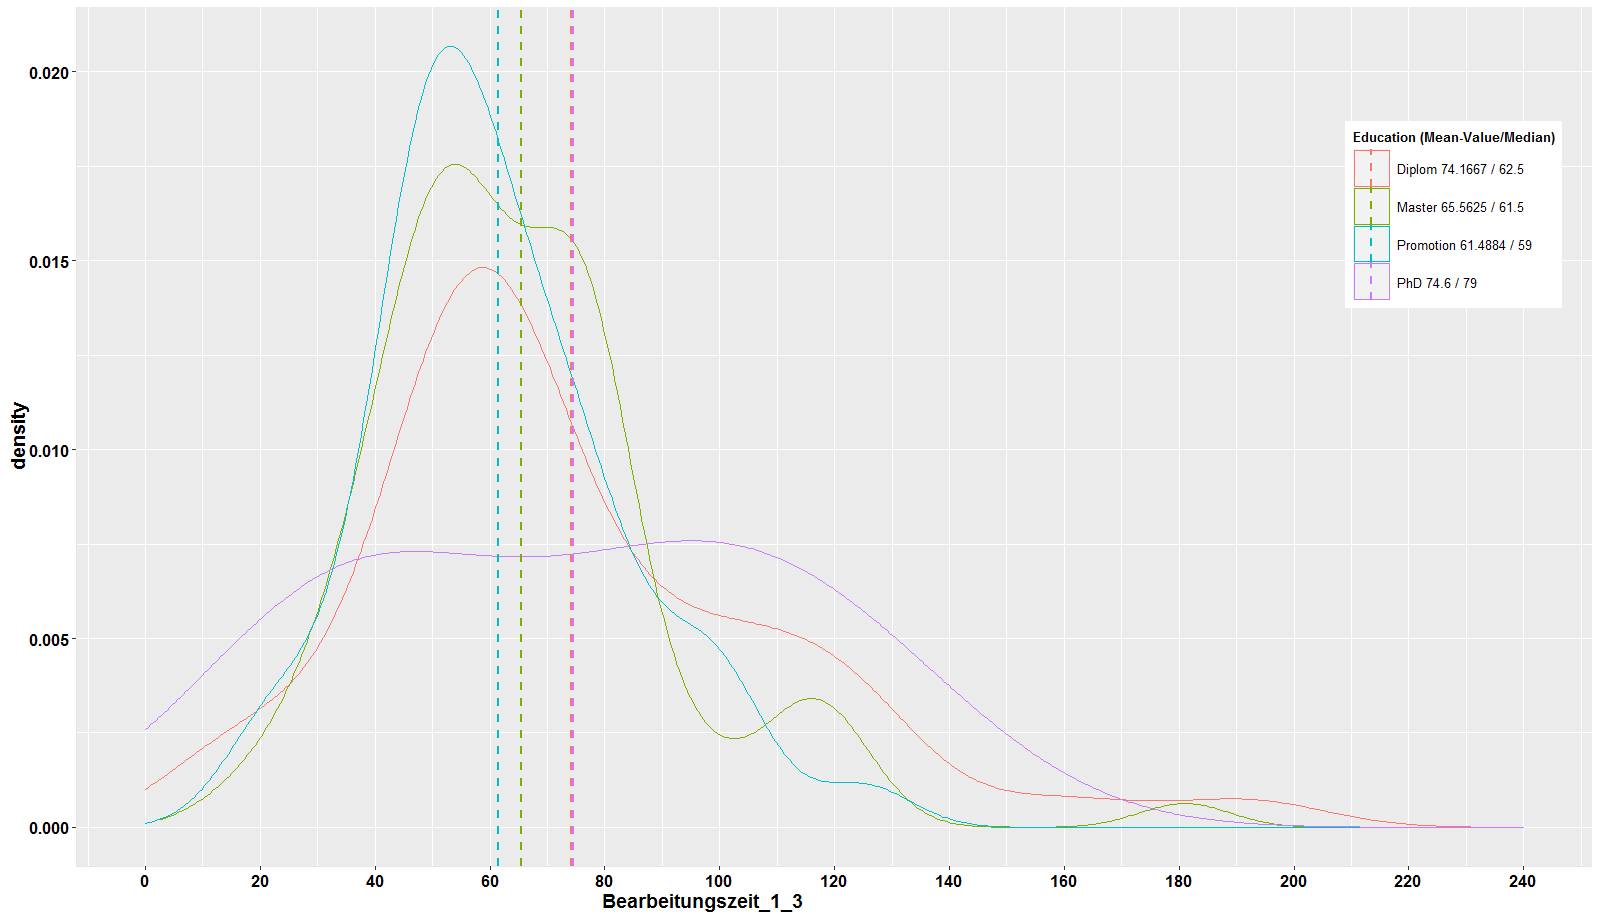 0.020
0.015
0.010
0.005
0.000
density
Education (Mean-Value/Median)
Diplom 74.1667 / 62.5
Master 65.5625 / 61.5
Promotion 61.4884 / 59
PhD 74.6 / 79
0 20 40 60 80 100 120 140 160 180 200 220 240
Bearbeitungszeit_1_3